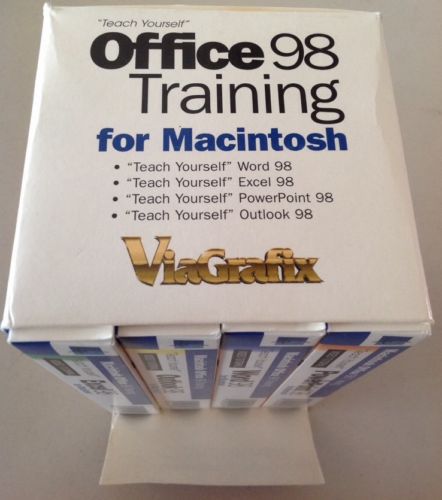 "Teach Yourself"
Office 98
Training
for Macintosh
• "Teach Yourself" Word 98
• "Teach Yourself" Excel 98
• "Teach Yourself" PowerPoint 98
• "Teach Yourself" Outlook 98
ViaGrafix